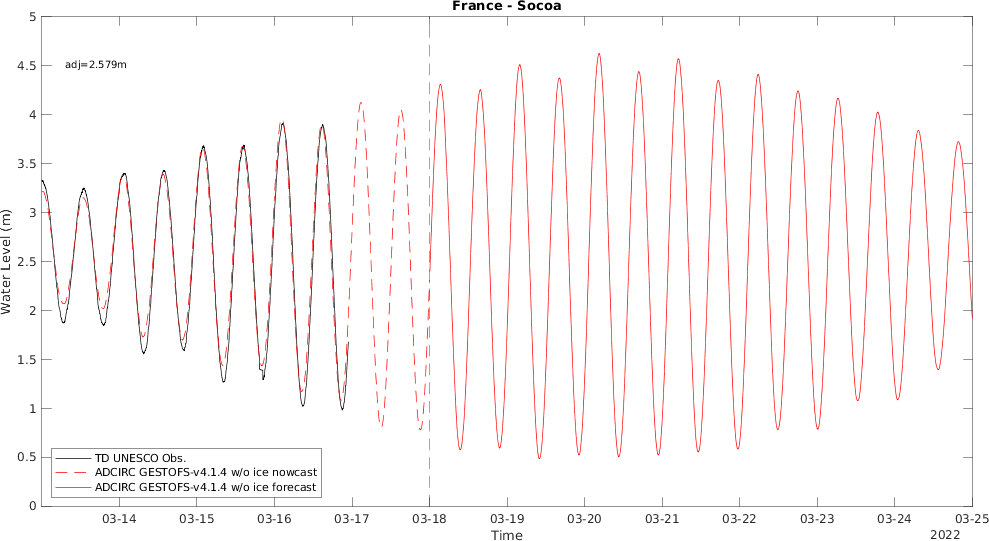 France - Socoa
5
4.5
4
3.5
3
2.5
2
1.5
1
0.5
0
Water Level (m)
adj=2.579m
TD UNESCO Obs.
ADCIRC GESTOFS-v4.1.4 w/o ice nowcast
ADCIRC GESTOFS-v4.1.4 w/o ice forecast
03-14 03-15 03-16 03-17 03-18 03-19 03-20 03-21 03-22 03-23 03-24 03-25
Time
2022